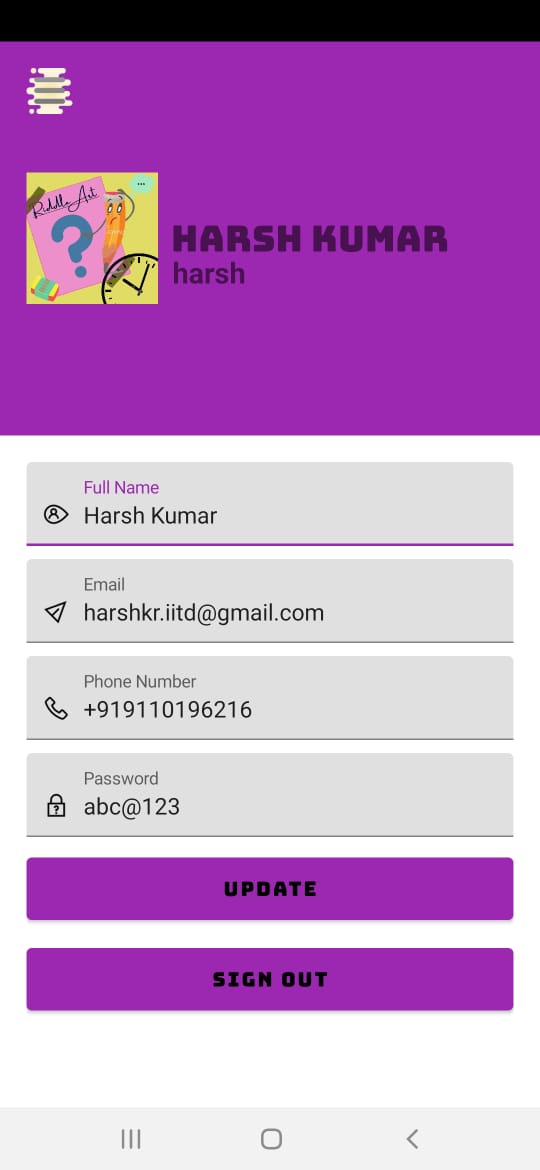 Riddle Art
?
HARSH KUMAR
harsh
Full Name
Harsh Kumar
Email
harshkr.iitd@gmail.com
Phone Number
+919110196216
Password
abc@123
UPDATE
SIGN OUT